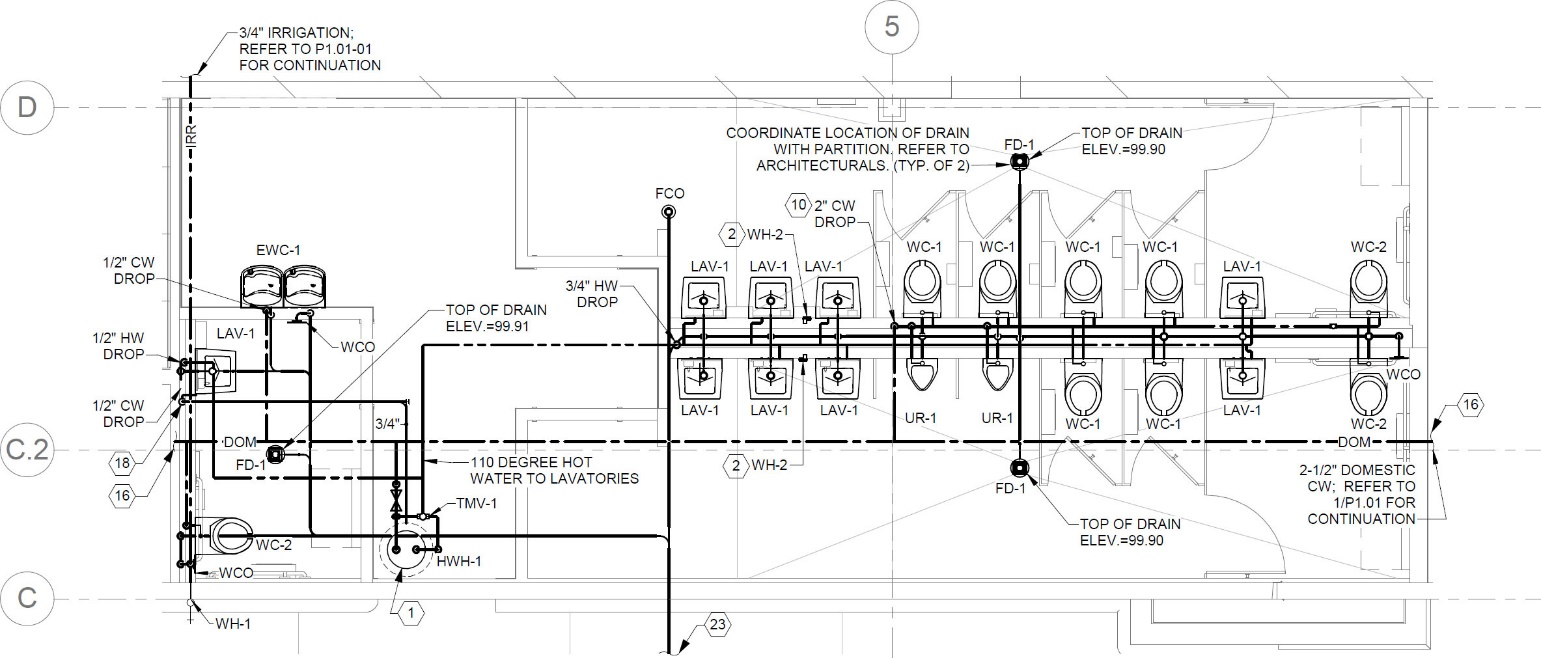 5
3/4" IRRIGATION;
REFER TO P1.01-01
FOR CONTINUATION
D
IRR
COORDINATE LOCATION OF DRAIN
WITH PARTITION. REFER TO
ARCHITECTURALS. (TYP. OF 2)
FD-1
TOP OF DRAIN
ELEV.=99.90
FCO
10
2" CW
DROP
2
WH-2
EWC-1
1/2" CW
DROP
3/4" HW
DROP
LAV-1
LAV-1
LAV-1
WC-1
WC-1
WC-1
WC-1
LAV-1
WC-2
TOP OF DRAIN
ELEV.=99.91
LAV-1
WCO
1/2" HW
DROP
1/2" CW
DROP
WCO
LAV-1
LAV-1
LAV-1
UR-1
UR-1
WC-1
WC-1
LAV-1
WC-2
16
3/4"
C.2
DOM
DOM
18
FD-1
16
110 DEGREE HOT
WATER TO LAVATORIES
2
WH-2
FD-1
2-1/2" DOMESTIC
CW; REFER TO
1/P1.01 FOR
CONTINUATION
TMV-1
TOP OF DRAIN
ELEV.=99.90
WC-2
HWH-1
WCO
C
1
WH-1
23